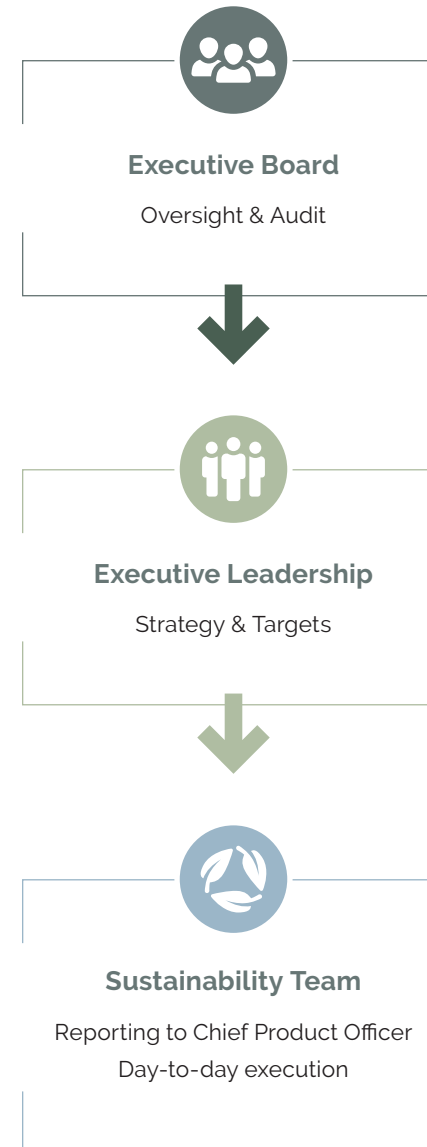 Executive Board
Oversight & Audit
Executive Leadership
Strategy & Targets
Sustainability Team
Reporting to Chief Product Officer
Day-to-day execution